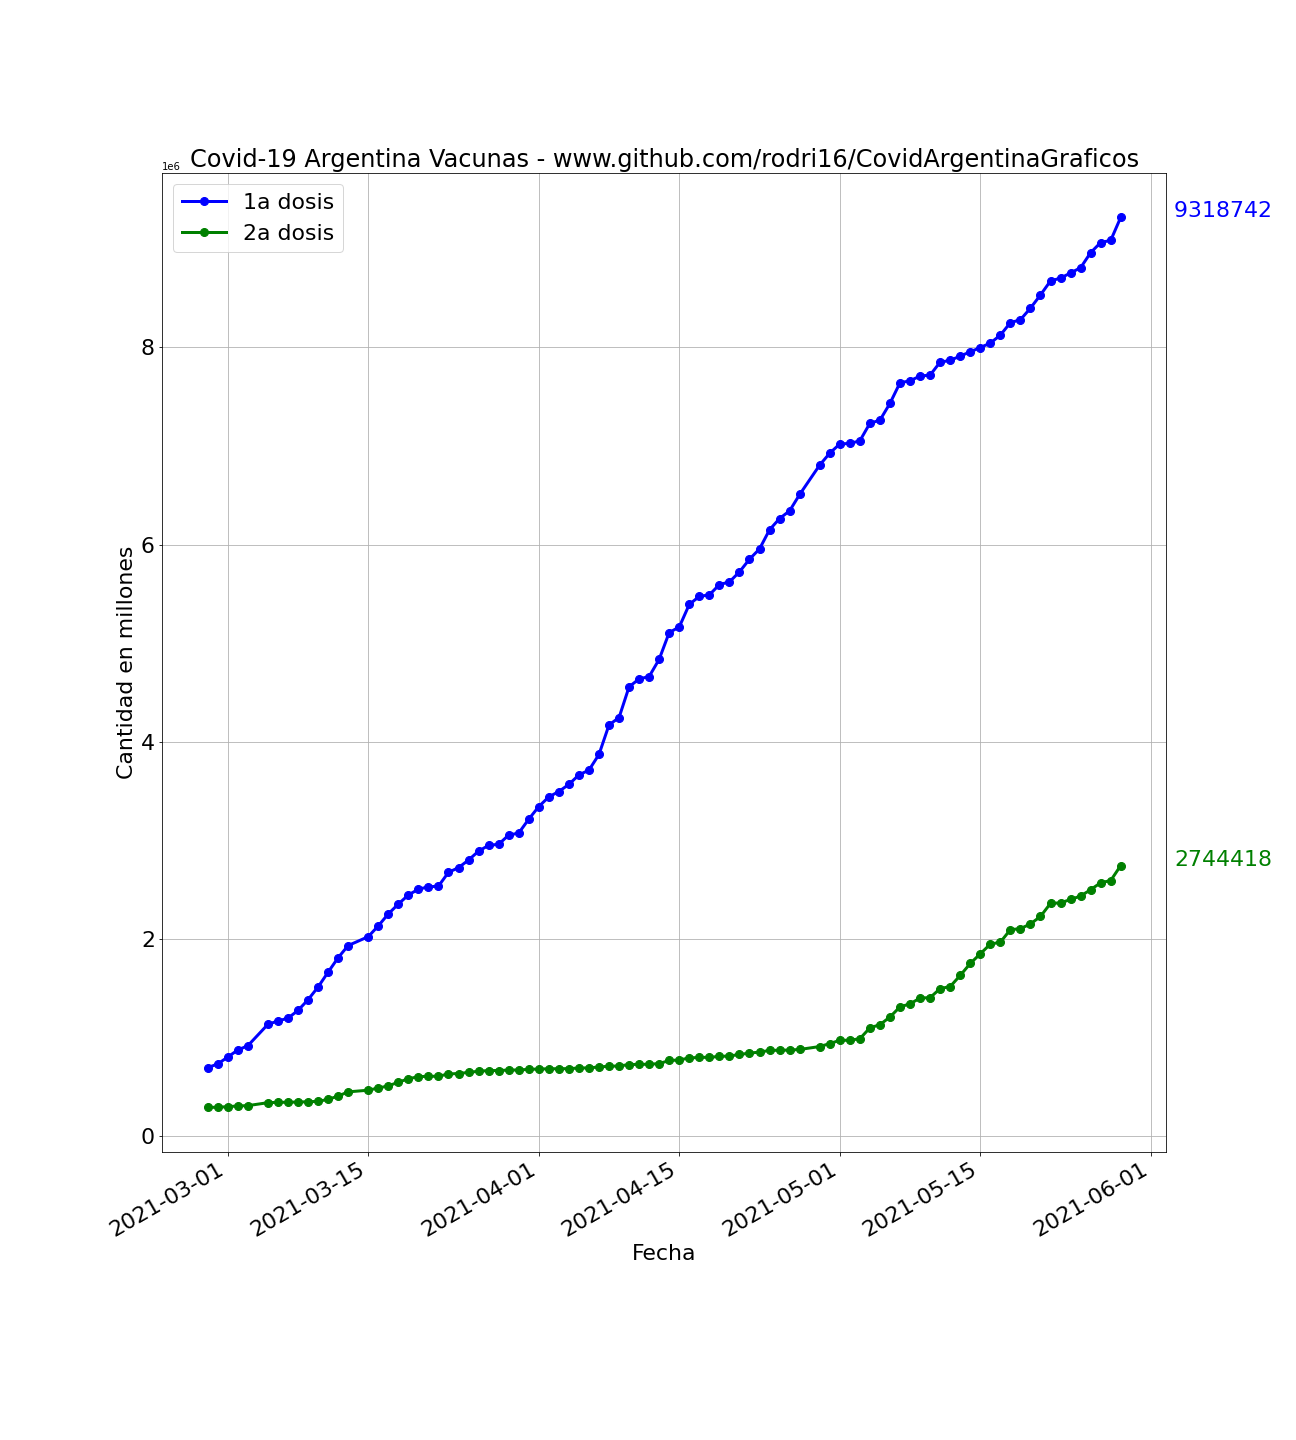 Covid-19 Argentina Vacunas - www.github.com/rodri16/CovidArgentinaGraficos
1e6
1a dosis
2a dosis
9318742
2744418
8
6
4
2
0
Cantidad en millones
2021-03-01
2021-03-15
2021-04-01
2021-04-15
2021-05-01
2021-05-15
2021-06-01
Fecha